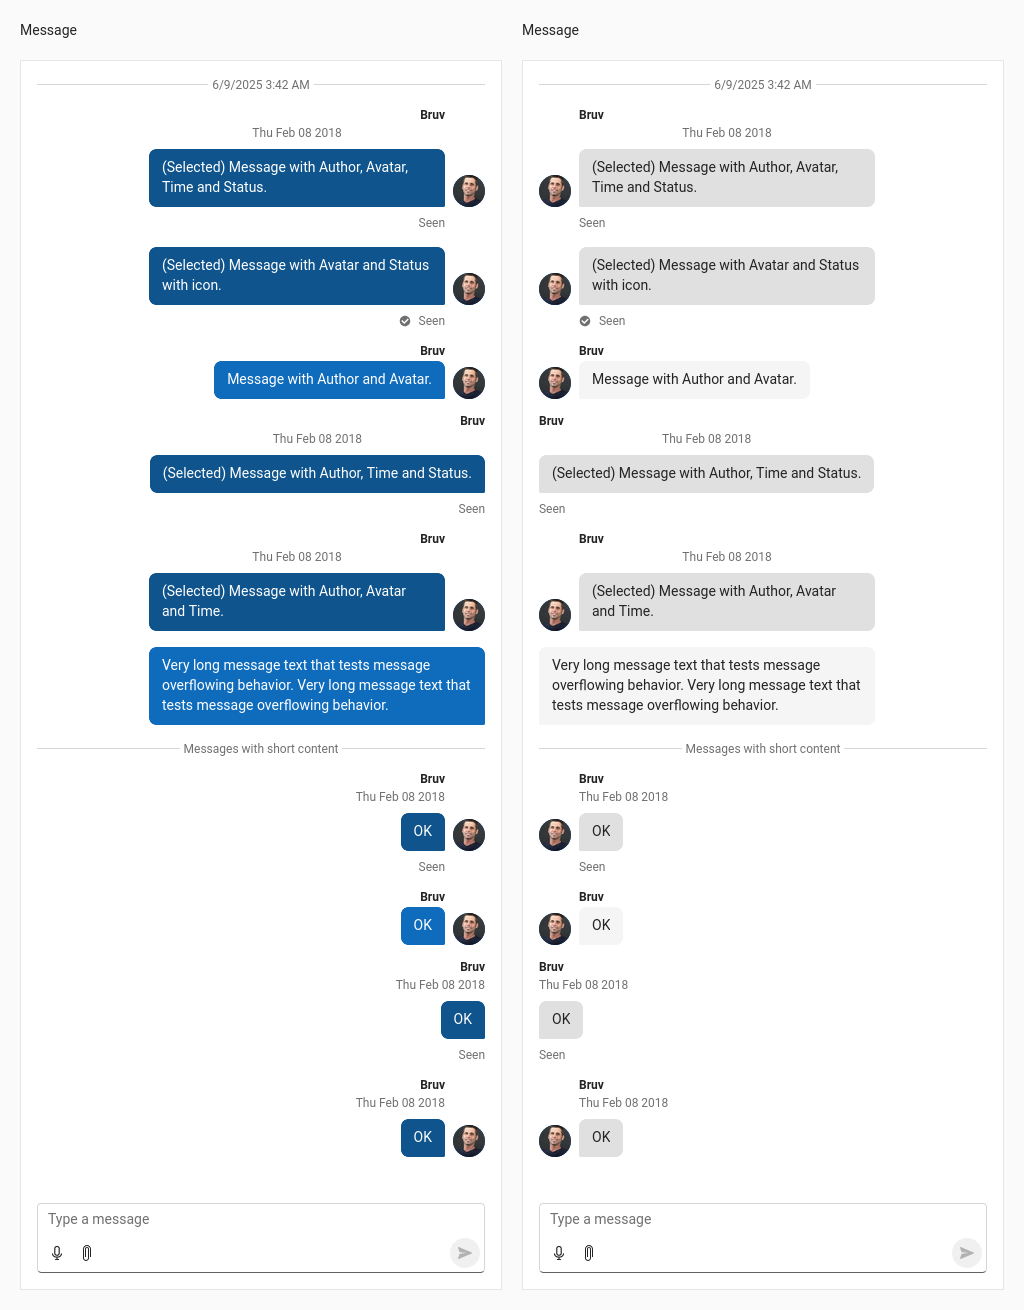 Message
6/9/2025 3:42 AM
Bruv
Thu Feb 08 2018
(Selected) Message with Author, Avatar,
Time and Status.
Seen
(Selected) Message with Avatar and Status
with icon.
Seen
Bruv
Message with Author and Avatar.
Bruv
Thu Feb 08 2018
(Selected) Message with Author, Time and Status.
Seen
Bruv
Thu Feb 08 2018
(Selected) Message with Author, Avatar
and Time.
Very long message text that tests message
overflowing behavior. Very long message text that
tests message overflowing behavior.
Messages with short content
Bruv
Thu Feb 08 2018
OK
Seen
Bruv
OK
Bruv
Thu Feb 08 2018
OK
Seen
Bruv
Thu Feb 08 2018
OK
Type a message
Message
6/9/2025 3:42 AM
Bruv
Thu Feb 08 2018
(Selected) Message with Author, Avatar,
Time and Status.
Seen
(Selected) Message with Avatar and Status
with icon.
Seen
Bruv
Message with Author and Avatar.
Bruv
Thu Feb 08 2018
(Selected) Message with Author, Time and Status.
Seen
Bruv
Thu Feb 08 2018
(Selected) Message with Author, Avatar
and Time.
Very long message text that tests message
overflowing behavior. Very long message text that
tests message overflowing behavior.
Messages with short content
Bruv
Thu Feb 08 2018
OK
Seen
Bruv
OK
Bruv
Thu Feb 08 2018
OK
Seen
Bruv
Thu Feb 08 2018
OK
Type a message